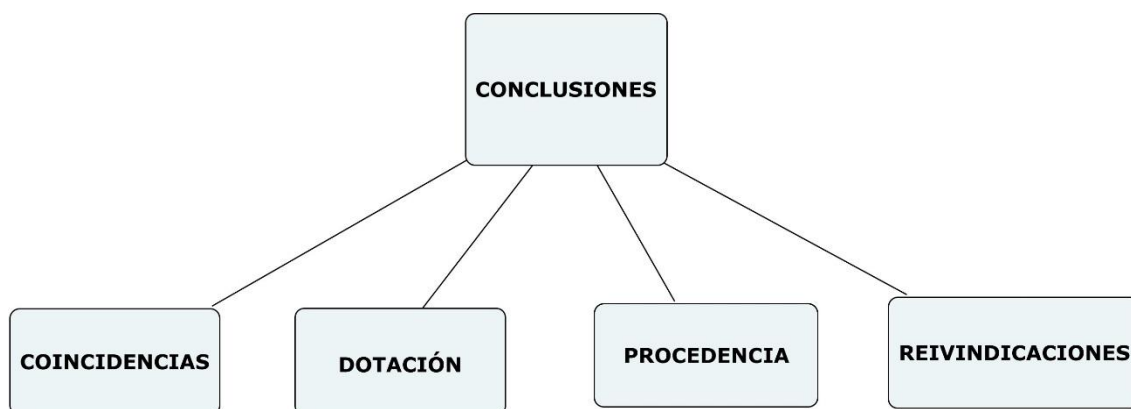 CONCLUSIONES
COINCIDENCIAS
DOTACIÓN
PROCEDENCIA
REIVINDICACIONES